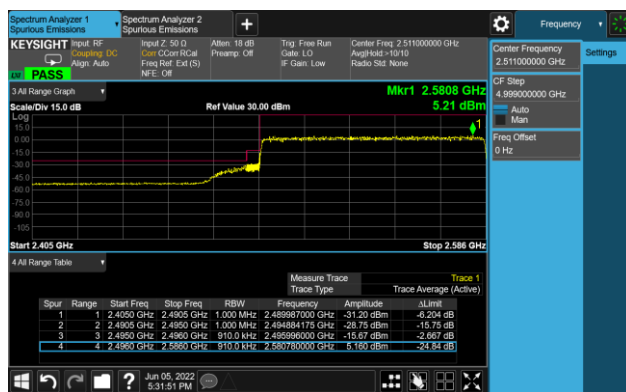 Spectrum Analyzer 1
Spurious Emissions
Spectrum Analyzer 2
Spurious Emissions
Frequency
KEYSIGHT
Input: RF
Coupling: DC
Align: Auto
Input Z: 50 Ω
Corr CCorr RCal
Freq Ref: Ext (S)
NFE: Off
Atten: 18 dB
Preamp: Off
Trig: Free Run
Gate: LO
IF Gain: Low
Center Freq: 2.511000000 GHz
Avg|Hold:>10/10
Radio Std: None
PASS
Center Frequency
2.511000000 GHz
Settings
CF Step
4.999000000 GHz
Auto
Man
Freq Offset
0 Hz
3 All Range Graph
Mkr1 2.5808 GHz
Scale/Div 15.0 dB
Ref Value 30.00 dBm
5.21 dBm
Log
1
15.0
0.00
-15.0
-30.0
-45.0
-60.0
-75.0
-90.0
-105
Start 2.405 GHz
Stop 2.586 GHz
4 All Range Table
Measure Trace Trace 1
Trace Type Trace Average (Active)
Spur Range Start Freq Stop Freq RBW Frequency Amplitude ΔLimit
1 1 2.4050 GHz 2.4905 GHz 1.000 MHz 2.489987000 GHz -31.20 dBm -6.204 dB
2 2 2.4905 GHz 2.4950 GHz 1.000 MHz 2.494884175 GHz -28.75 dBm -15.75 dB
3 3 2.4950 GHz 2.4960 GHz 910.0 kHz 2.495996000 GHz -15.67 dBm -2.667 dB
4 4 2.4960 GHz 2.5860 GHz 910.0 kHz 2.580780000 GHz 5.160 dBm -24.84 dB
Jun 05, 2022
5:31:51 PM